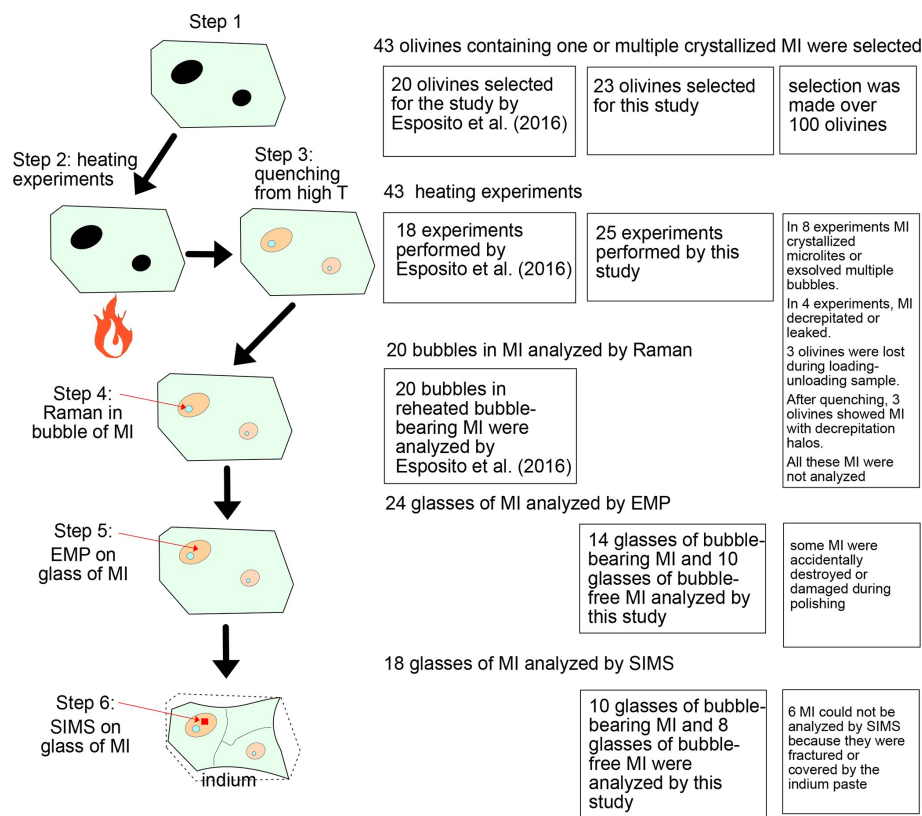 Step 1
43 olivines containing one or multiple crystallized MI were selected
20 olivines selected
for the study by
Esposito et al. (2016)
23 olivines selected
for this study
selection was
made over
100 olivines
Step 2: heating
experiments
Step 3:
quenching
from high T
43 heating experiments
18 experiments
performed by
Esposito et al. (2016)
25 experiments
performed by this
study
In 8 experiments MI
crystallized
microlites or
exsolved multiple
bubbles.
In 4 experiments, MI
decrepitated or
leaked.
3 olivines were lost
during loading-
unloading sample.
After quenching, 3
olivines showed MI
with decrepitation
halos.
All these MI were
not analyzed
Step 4:
Raman in
bubble of MI
20 bubbles in MI analyzed by Raman
20 bubbles in
reheated bubble-
bearing MI were
analyzed by
Esposito et al. (2016)
Step 5:
EMP on
glass of MI
24 glasses of MI analyzed by EMP
14 glasses of bubble-
bearing MI and 10
glasses of bubble-
free MI analyzed by
this study
some MI were
accidentally
destroyed or
damaged during
polishing
Step 6:
SIMS on
glass of MI
indium
18 glasses of MI analyzed by SIMS
10 glasses of bubble-
bearing MI and 8
glasses of bubble-
free MI were
analyzed by this
study
6 MI could not be
analyzed by SIMS
because they were
fractured or
covered by the
indium paste